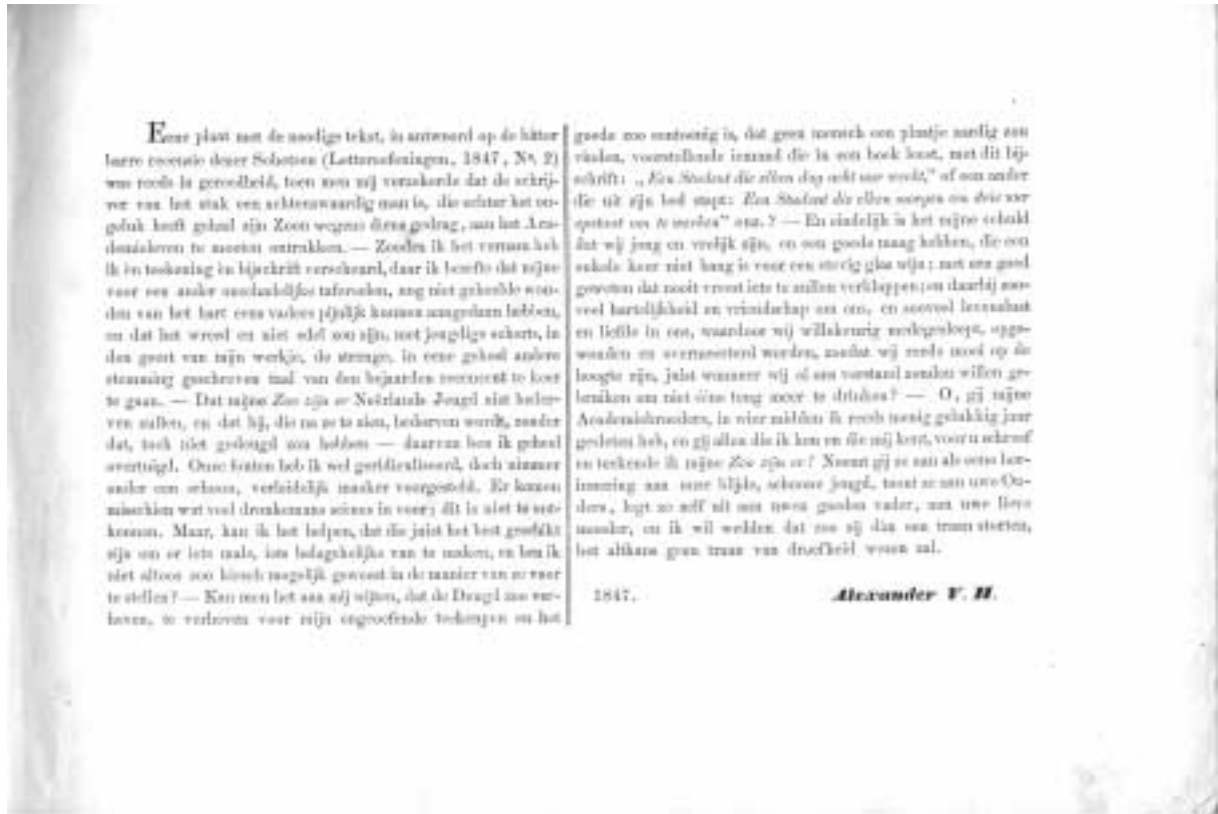 Eene plaat met de noodige tekst, in antwoord op de bitter
barre recensie dezer Schetsen (Letteroefeningen, 1847, N°. 2)
was reeds in gereedheid, toen men mij verzekerde dat de schrij-
ver van het stuk een achtenswaardig man is, die echter het on-
geluk heeft gehad zijn Zoon wegens diens gedrag, aan het Aca-
demieleven te moeten onttrekken. — Zoodra ik het vernam heb
ik én teekening én bijschrift verscheurd, daar ik besefte dat mijne
voor een ander onschadelijke tafereelen, nog niet geheelde won-
den van het hart eens vaders pijnlijk konden aangedaan hebben,
en dat het wreed en niet edel zou zijn, met jeugdige scherts, in
den geest van mijn werkje, de strenge, in eene geheel andere
stemming geschreven taal van den bejaarden recensent te keer
te gaan. — Dat mijne Zoo zijn er Neêrlands Jeugd niet beder-
ven zullen, en dat hij, die na ze te zien, bedorven wordt, zonder
dat, toch niet gedeugd zou hebben — daarvan ben ik geheel
overtuigd. Onze fouten heb ik wel geridiculiseerd, doch nimmer
onder een schoon, verleidelijk masker voorgesteld. Er komen
misschien wat veel dronkemans scènes in voor; dit is niet te ont-
kennen. Maar, kan ik het helpen, dat die juist het best geschikt
zijn om er iets mals, iets belagchelijks van te maken, en ben ik
niet altoos zoo kiesch mogelijk geweest in de manier van ze voor
te stellen? — Kan men het aan mij wijten, dat de Deugd zoo ver-
heven, te verheven voor mijn ongeoefende teekenpen en het
goede zoo eentoonig is, dat geen mensch een plaatje aardig zou
vinden, voorstellende iemand die in een boek leest, met dit bij-
schrift: „Een Student die elken dag acht uur werkt," of een ander
die uit zijn bed stapt: Een Student die elken morgen om drie uur
opstaat om te werken" enz.? — En eindelijk is het mijne schuld
dat wij jong en vrolijk zijn, en een goede maag hebben, die een
enkele keer niet bang is voor een stevig glas wijn; met een goed
geweten dat nooit vreest iets te zullen verklappen; en daarbij zoo-
veel hartelijkheid en vriendschap om ons, en zooveel levenslust
en liefde in ons, waardoor wij willekeurig medegesleept, opge-
wonden en overmeesterd worden, zoodat wij reeds mooi op de
hoogte zijn, juist wanneer wij al ons verstand zouden willen ge-
bruiken om niet ééne teug meer te drinken? — O, gij mijne
Academiebroeders, in wier midden ik reeds menig gelukkig jaar
gesleten heb, en gij allen die ik ken en die mij kent, voor u schreef
en teekende ik mijne Zoo zijn er! Neemt gij ze aan als eene her-
innering aan onze blijde, schoone jeugd, toont ze aan uwe Ou-
ders, legt ze zelf uit aan uwen goeden vader, aan uwe lieve
moeder, en ik wil wedden dat zoo zij dan een traan storten,
het althans geen traan van droefheid wezen zal.
1847. Alexander V. H.